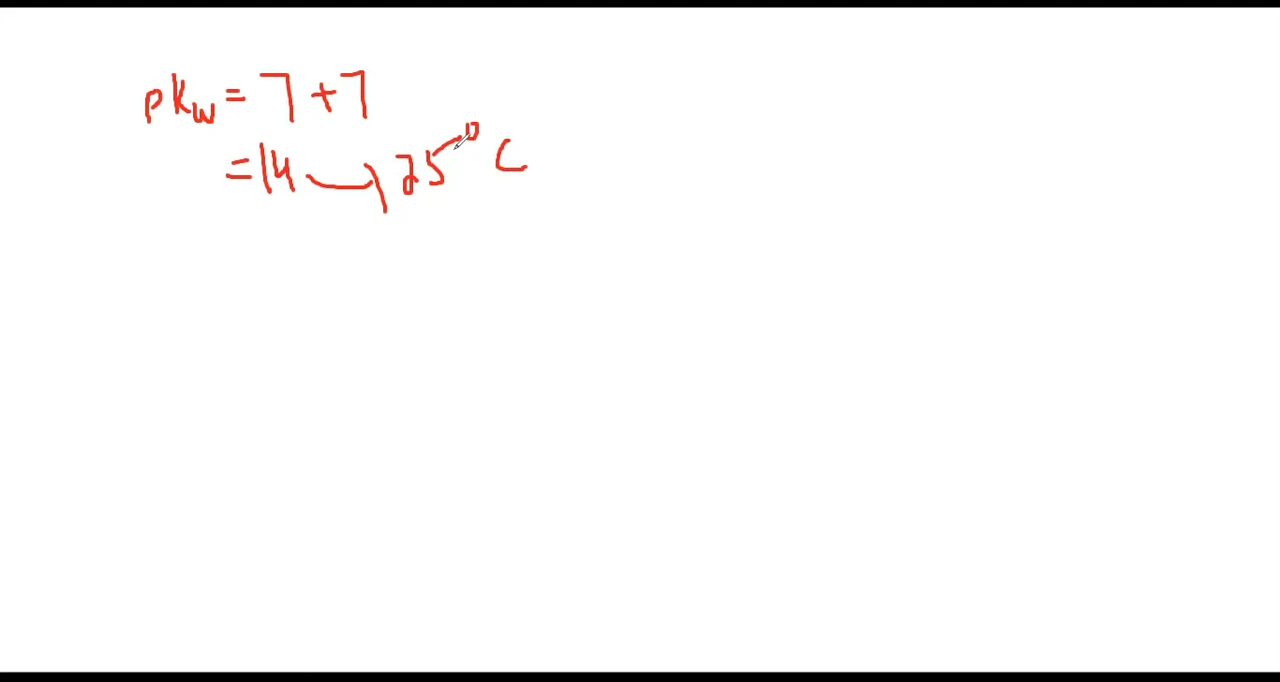 pkw = 7 + 7
= 14 → 25° C